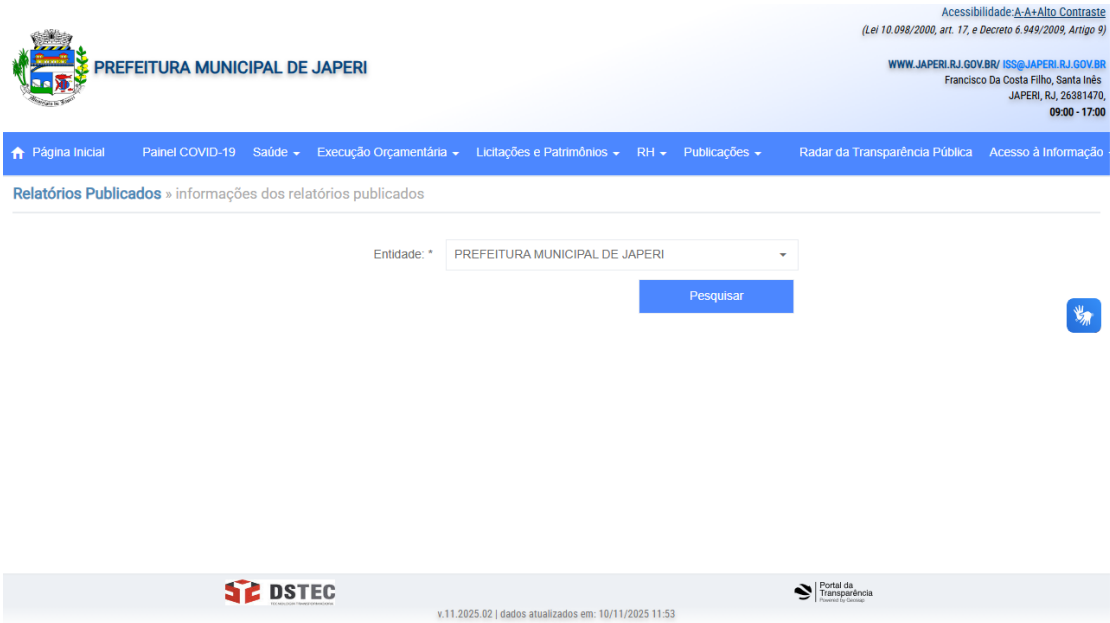 Acessibilidade:A-A+Alto Contraste
(Lei 10.098/2000, art. 17, e Decreto 6.949/2009, Artigo 9)
PREFEITURA MUNICIPAL DE JAPERI
WWW.JAPERI.RJ.GOV.BR/ ISS@JAPERI.RJ.GOV.BR
Francisco Da Costa Filho, Santa Inês
JAPERI, RJ, 26381470,
09:00 - 17:00
Página Inicial Painel COVID-19 Saúde Execução Orçamentária Licitações e Patrimônios RH Publicações Radar da Transparência Pública Acesso à Informação
Relatórios Publicados » informações dos relatórios publicados
Entidade: * PREFEITURA MUNICIPAL DE JAPERI
Pesquisar
DSTEC
Portal da
Transparência
v.11.2025.02 | dados atualizados em: 10/11/2025 11:53